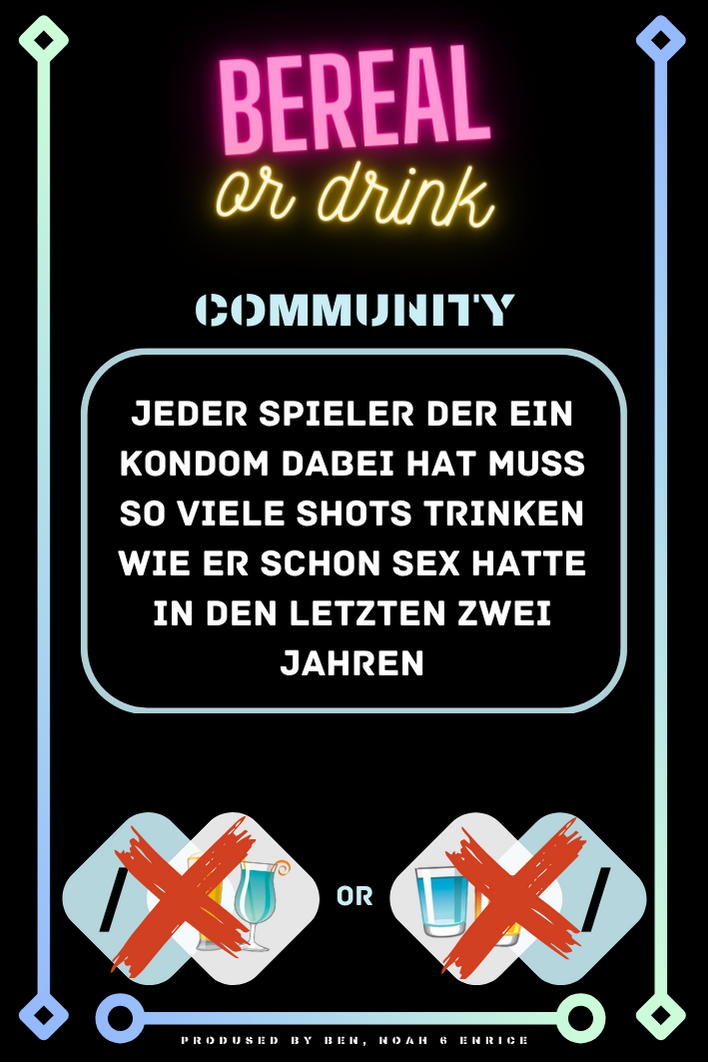 BEREAL
or drink
COMMUNITY
JEDER SPIELER DER EIN
KONDOM DABEI HAT MUSS
SO VIELE SHOTS TRINKEN
WIE ER SCHON SEX HATTE
IN DEN LETZTEN ZWEI
JAHREN
/ OR /
PRODUSED BY BEN, NOAH & ENRICE